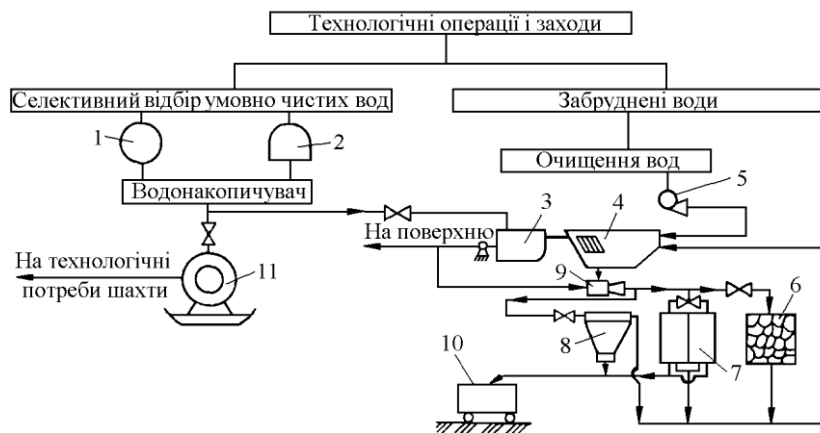 Технологічні операції і заходи
Селективний відбір умовно чистих вод
Забруднені води
1
2
Очищення вод
5
Водонакопичувач
3
4
На поверхню
На технологічні
потреби шахти
11
9
6
8
7
10